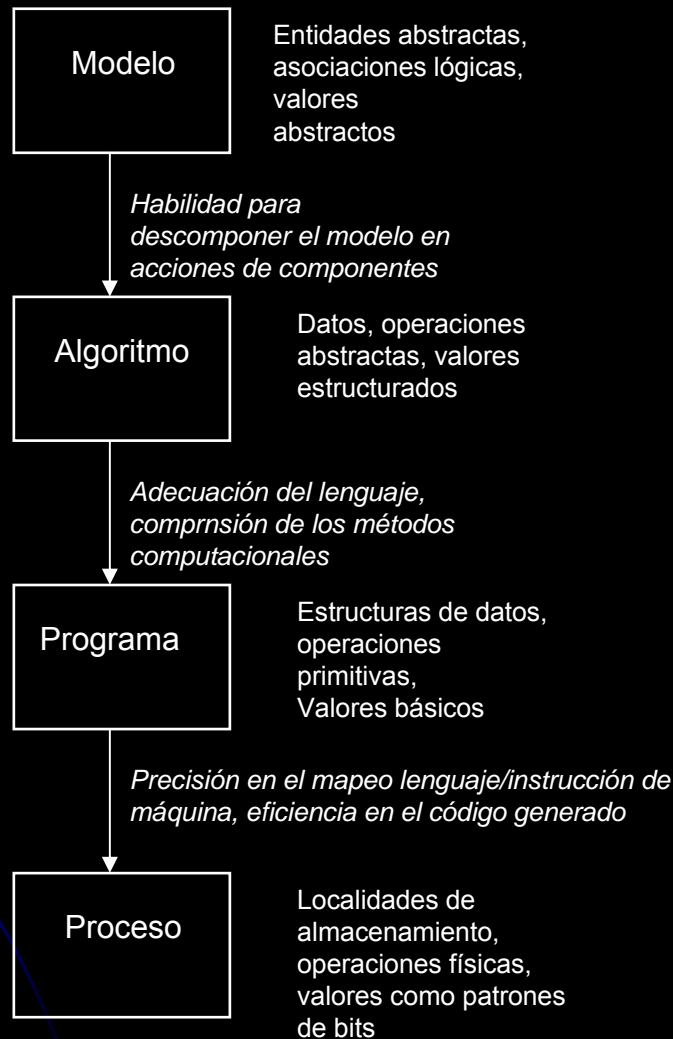 Modelo
Entidades abstractas,
asociaciones lógicas,
valores
abstractos
Habilidad para
descomponer el modelo en
acciones de componentes
Algoritmo
Datos, operaciones
abstractas, valores
estructurados
Adecuación del lenguaje,
comprnsión de los métodos
computacionales
Programa
Estructuras de datos,
operaciones
primitivas,
Valores básicos
Precisión en el mapeo lenguaje/instrucción de
máquina, eficiencia en el código generado
Proceso
Localidades de
almacenamiento,
operaciones físicas,
valores como patrones
de bits